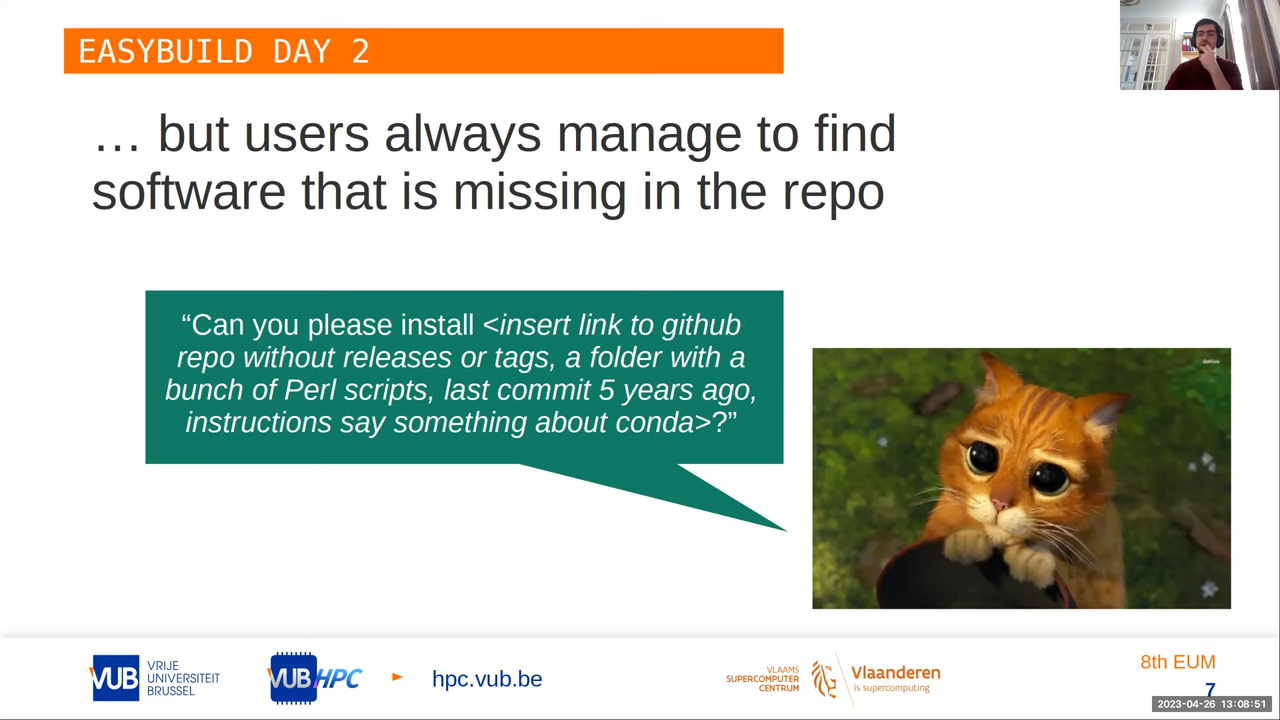 EASYBUILD DAY 2
… but users always manage to find
software that is missing in the repo
“Can you please install <insert link to github
repo without releases or tags, a folder with a
bunch of Perl scripts, last commit 5 years ago,
instructions say something about conda>?”
VUB
VRIJE
UNIVERSITEIT
BRUSSEL
VUB HPC
hpc.vub.be
VLAAMS
SUPERCOMPUTER
CENTRUM
Vlaanderen
is supercomputing
8th EUM
7
2023-04-26 13:08:51